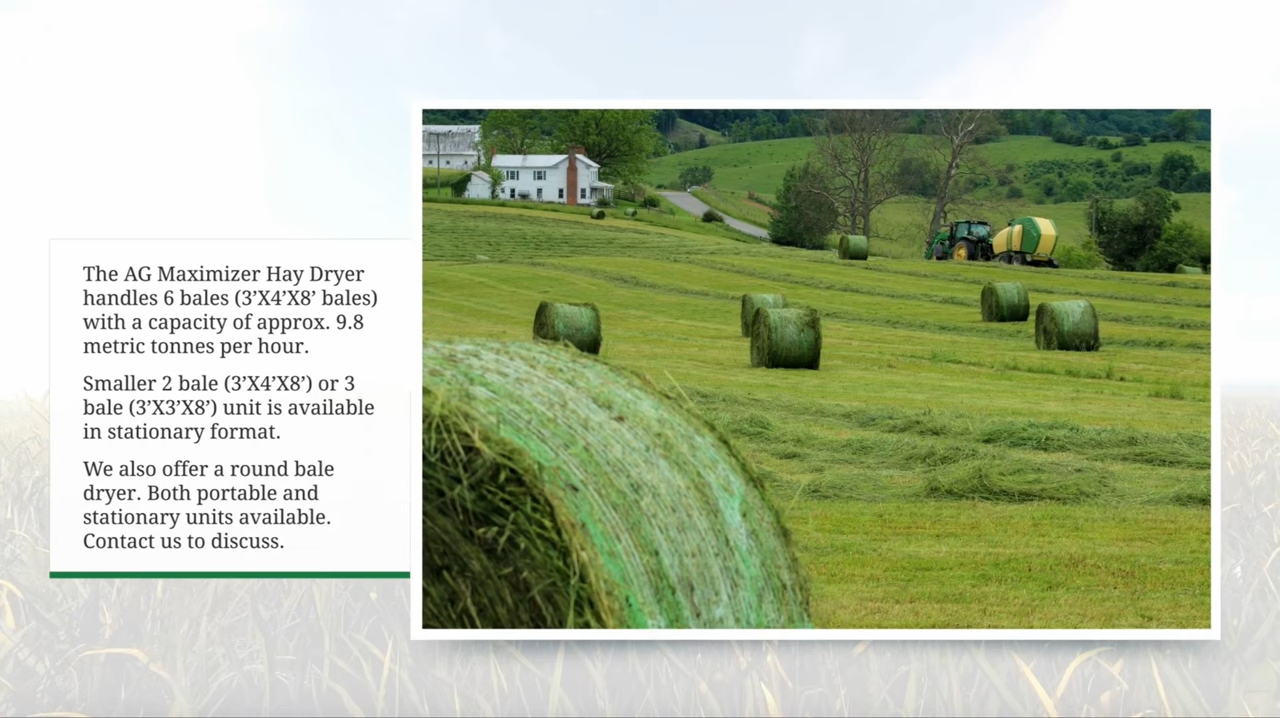 The AG Maximizer Hay Dryer
handles 6 bales (3’X4’X8’ bales)
with a capacity of approx. 9.8
metric tonnes per hour.
Smaller 2 bale (3’X4’X8’) or 3
bale (3’X3’X8’) unit is available
in stationary format.
We also offer a round bale
dryer. Both portable and
stationary units available.
Contact us to discuss.